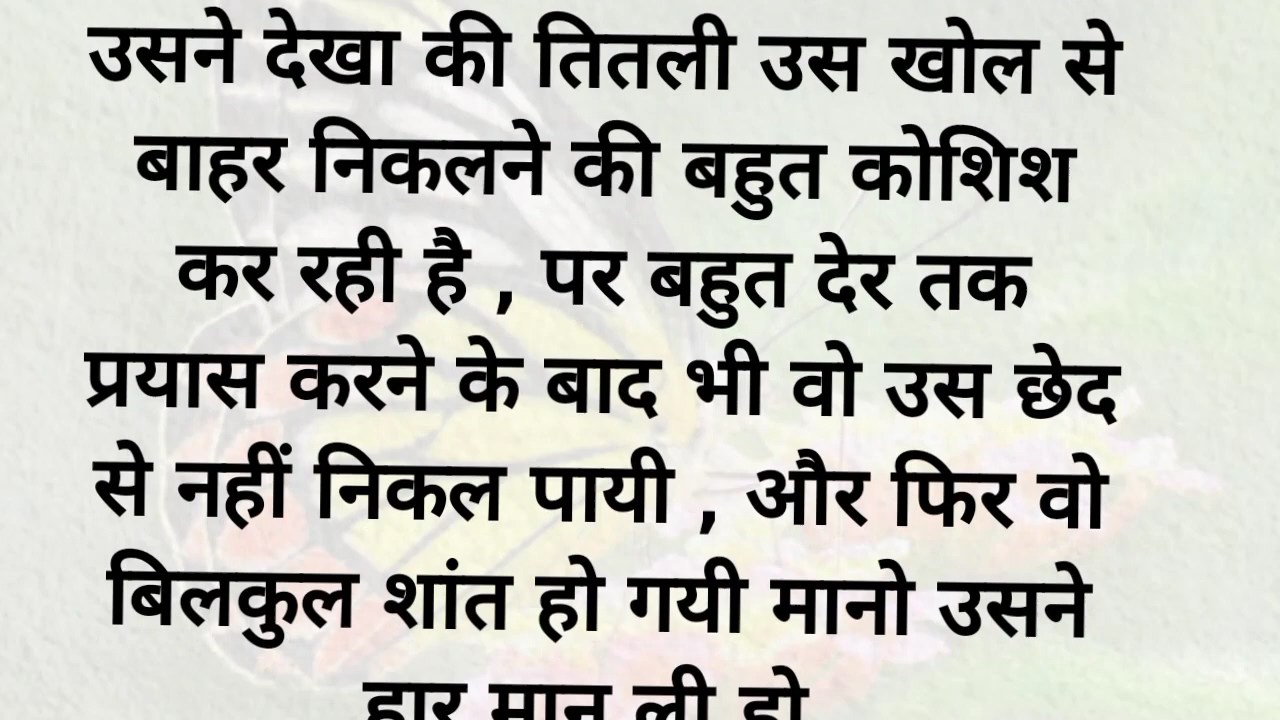 उसने देखा की तितली उस खोल से
बाहर निकलने की बहुत कोशिश
कर रही है , पर बहुत देर तक
प्रयास करने के बाद भी वो उस छेद
से नहीं निकल पायी , और फिर वो
बिलकुल शांत हो गयी मानो उसने
हार मान ली हो